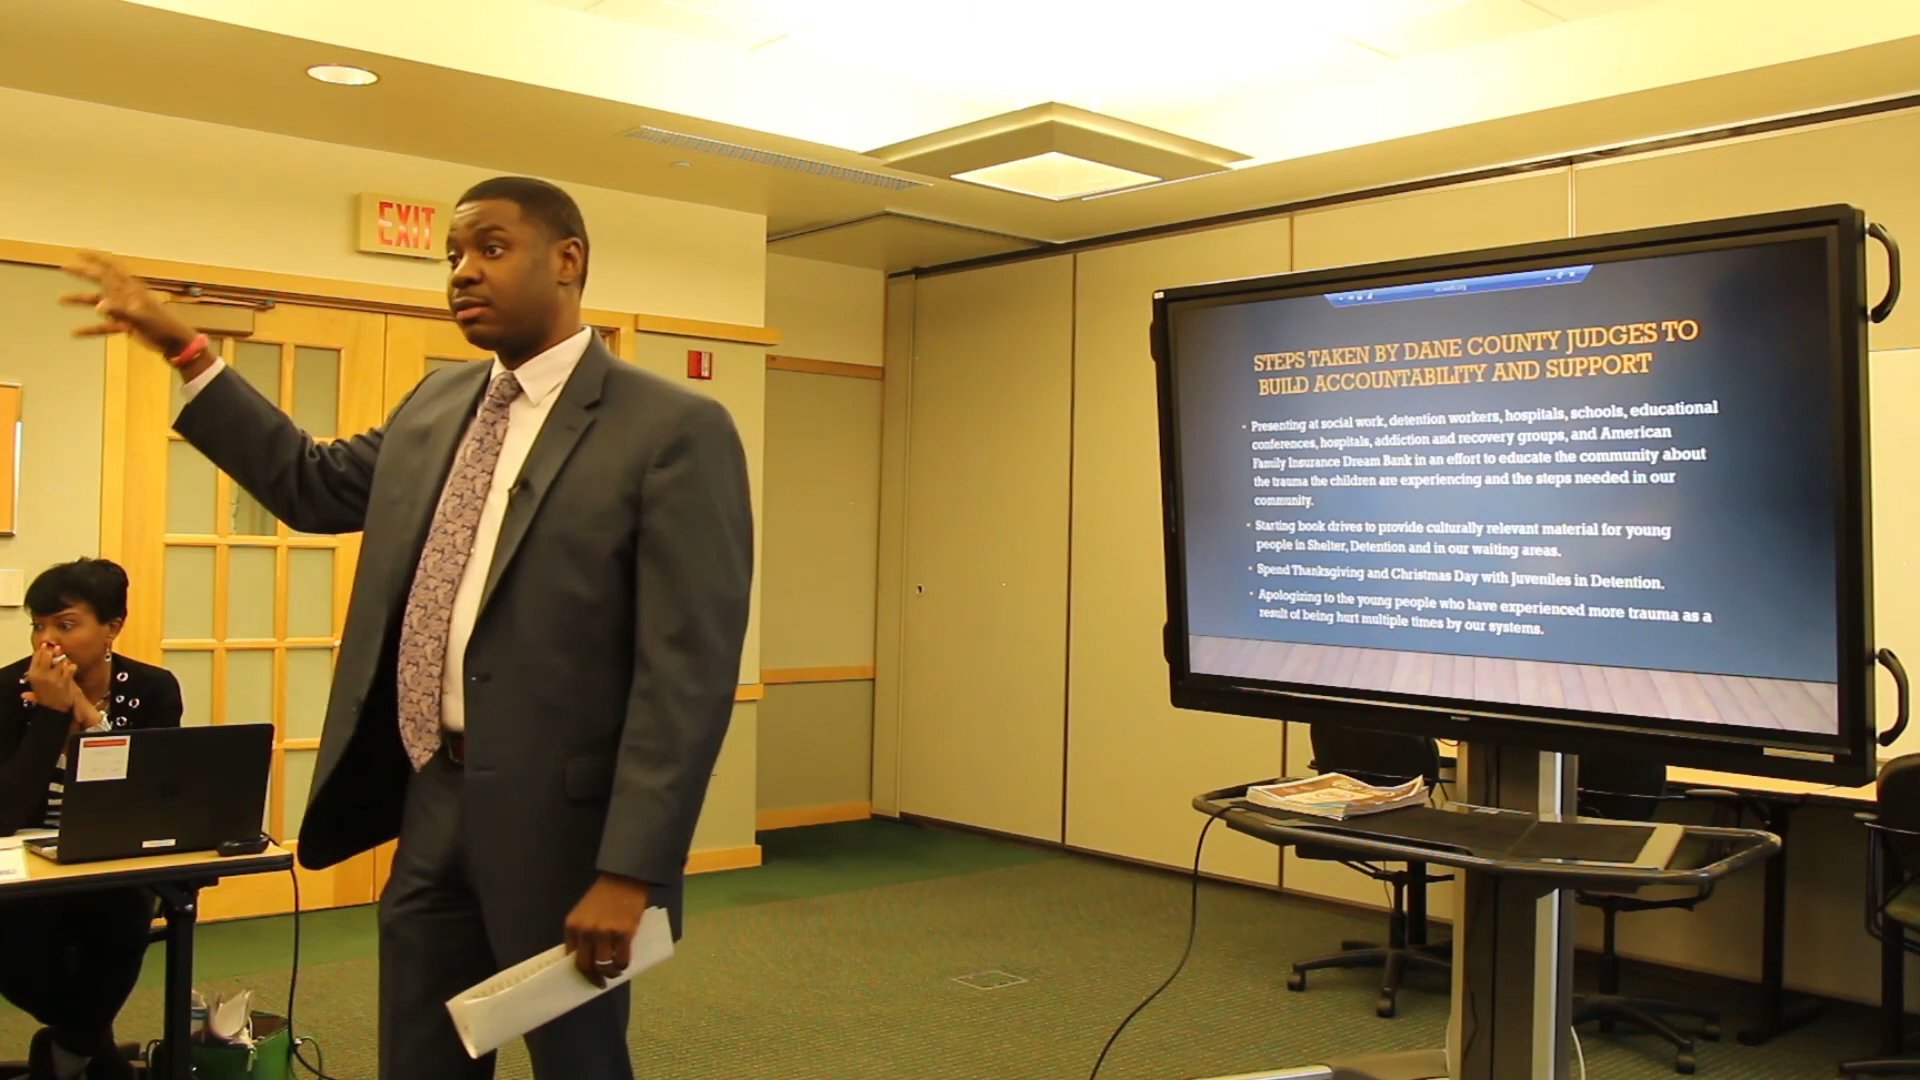 EXIT
STEPS TAKEN BY DANE COUNTY JUDGES TO
BUILD ACCOUNTABILITY AND SUPPORT
• Presenting at social work, detention workers, hospitals, schools, educational
conferences, hospitals, addiction and recovery groups, and American
Family Insurance Dream Bank in an effort to educate the community about
the trauma the children are experiencing and the steps needed in our
community.
• Starting book drives to provide culturally relevant material for young
people in Shelter, Detention and in our waiting areas.
• Spend Thanksgiving and Christmas Day with Juveniles in Detention.
• Apologizing to the young people who have experienced more trauma as a
result of being hurt multiple times by our systems.